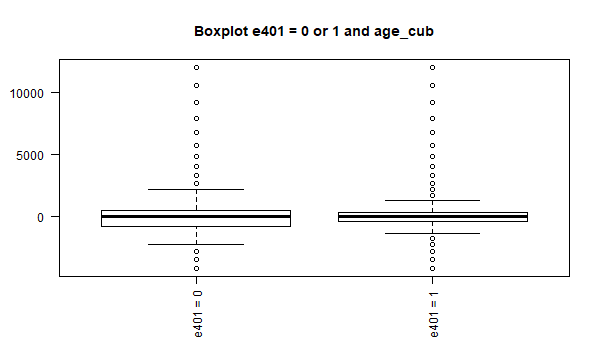 Boxplot e401 = 0 or 1 and age_cub
10000
5000
0
e401 = 0
e401 = 1